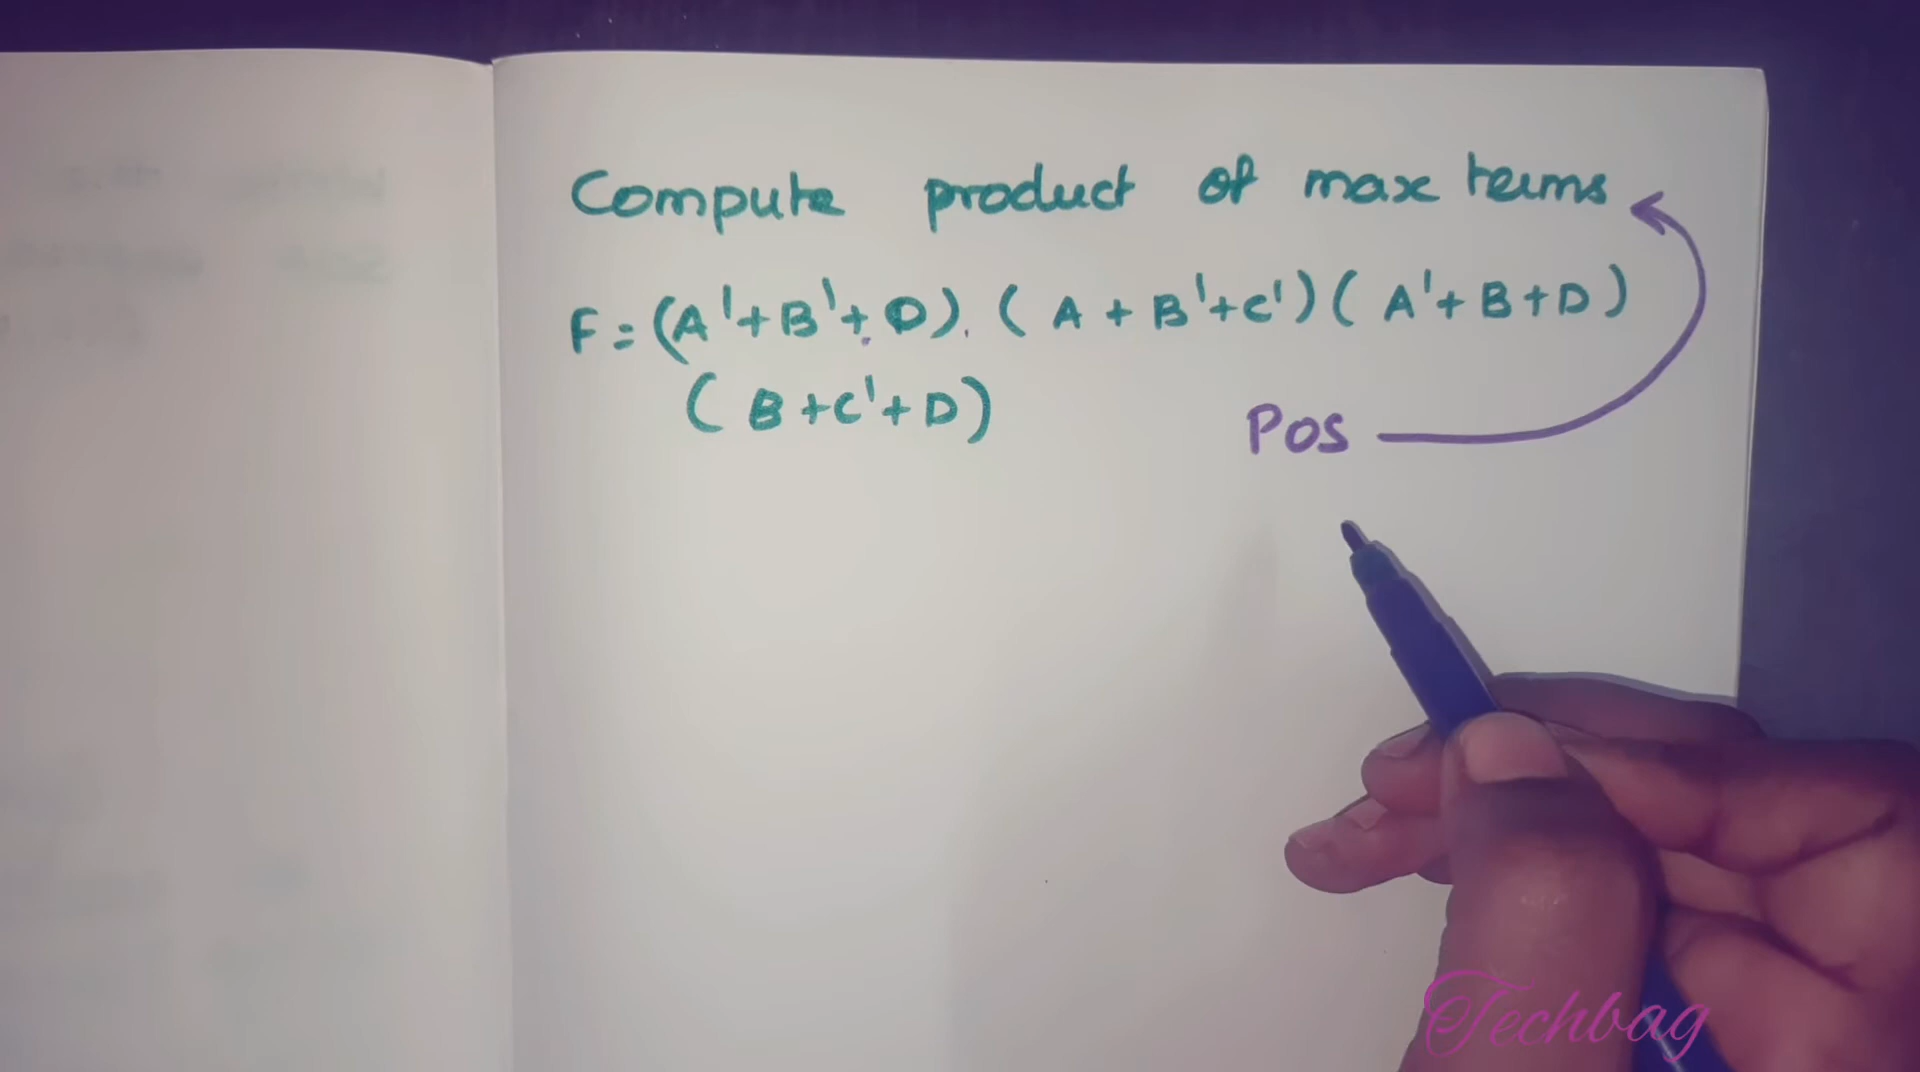 Compute product of max terms
F = (A'+B'+D).(A+B'+C')(A'+B+D)
(B+C'+D)
POS
Techbag